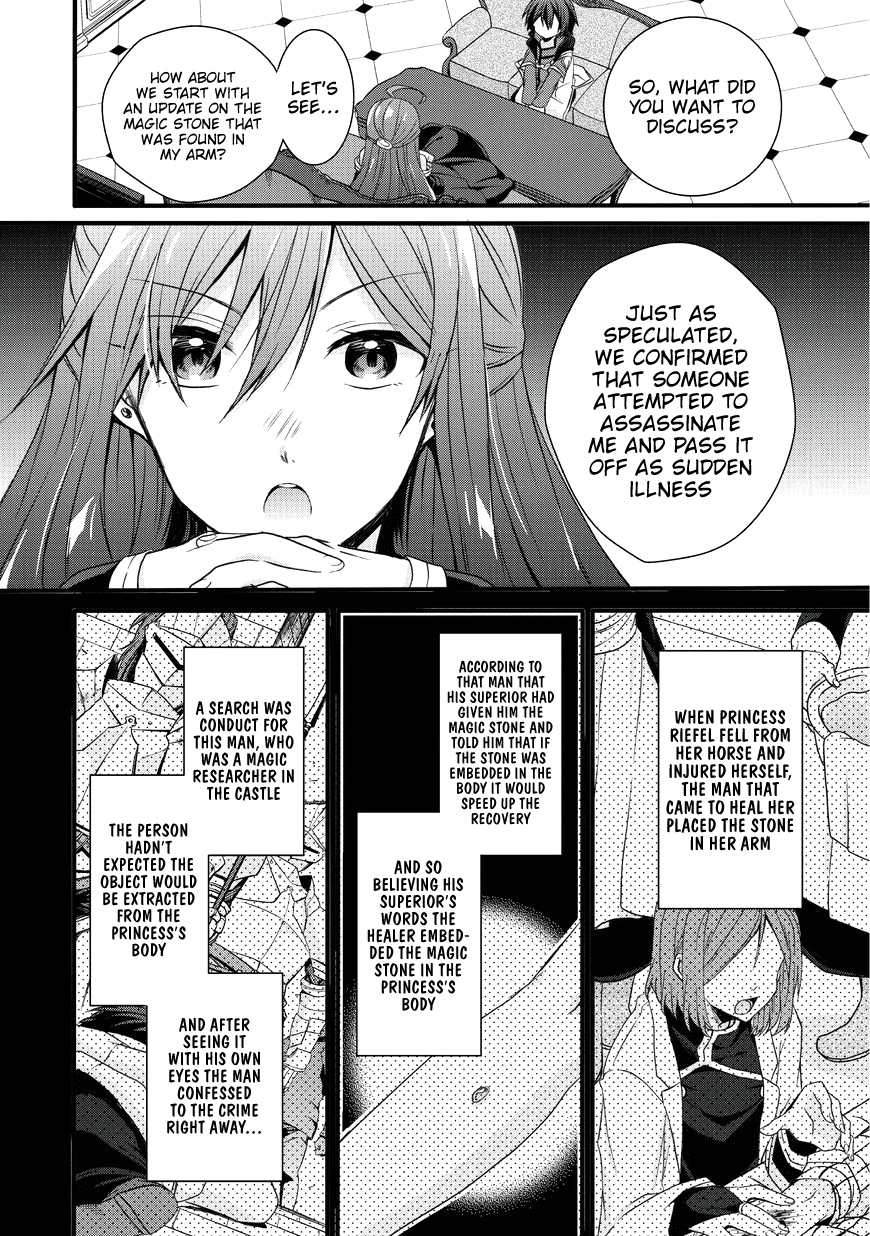 SO, WHAT DID
YOU WANT TO
DISCUSS?
LET'S
SEE...
HOW ABOUT
WE START WITH
AN UPDATE ON THE
MAGIC STONE THAT
WAS FOUND IN
MY ARM?
JUST AS
SPECULATED,
WE CONFIRMED
THAT SOMEONE
ATTEMPTED TO
ASSASSINATE
ME AND PASS IT
OFF AS SUDDEN
ILLNESS
WHEN PRINCESS
RIEFEL FELL FROM
HER HORSE AND
INJURED HERSELF,
THE MAN THAT
CAME TO HEAL HER
PLACED THE STONE
IN HER ARM
ACCORDING TO
THAT MAN THAT
HIS SUPERIOR HAD
GIVEN HIM THE
MAGIC STONE AND
TOLD HIM THAT IF
THE STONE WAS
EMBEDDED IN THE
BODY IT WOULD
SPEED UP THE
RECOVERY
AND SO
BELIEVING HIS
SUPERIOR'S
WORDS THE
HEALER EMBED-
DED THE MAGIC
STONE IN THE
PRINCESS'S
BODY
A SEARCH WAS
CONDUCT FOR
THIS MAN, WHO
WAS A MAGIC
RESEARCHER IN
THE CASTLE
THE PERSON
HADN'T
EXPECTED THE
OBJECT WOULD
BE EXTRACTED
FROM THE
PRINCESS'S
BODY
AND AFTER
SEEING IT
WITH HIS OWN
EYES THE MAN
CONFESSED
TO THE CRIME
RIGHT AWAY...